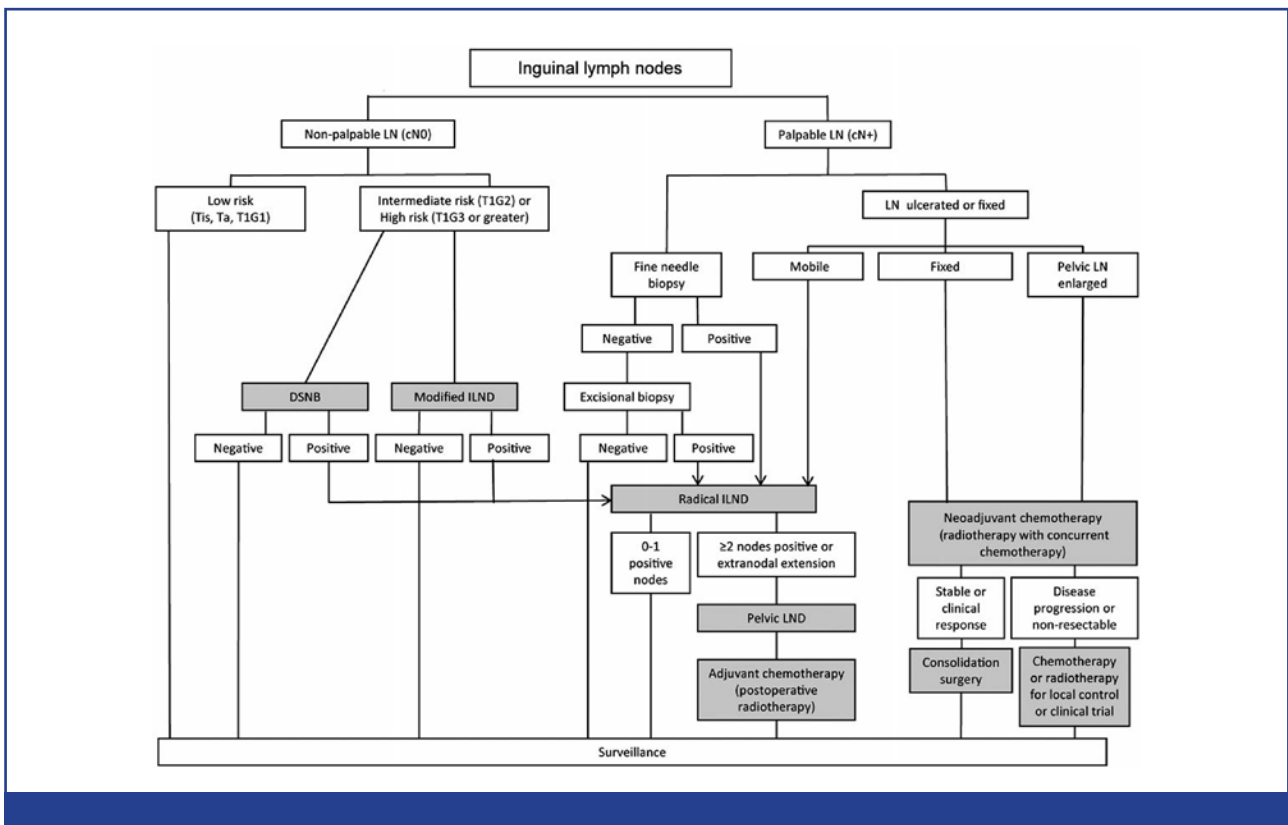 Inguinal lymph nodes
Non-palpable LN (cN0)
Palpable LN (cN+)
Low risk
(Tis, Ta, T1G1)
Intermediate risk (T1G2) or
High risk (T1G3 or greater)
LN ulcerated or fixed
Fine needle
biopsy
Mobile
Fixed
Pelvic LN
enlarged
Negative
Positive
DSNB
Modified ILND
Excisional biopsy
Negative
Positive
Negative
Positive
Negative
Positive
Radical ILND
0-1
positive
nodes
≥2 nodes positive or
extranodal extension
Neoadjuvant chemotherapy
(radiotherapy with concurrent
chemotherapy)
Stable or
clinical
response
Disease
progression or
non-resectable
Pelvic LND
Consolidation
surgery
Chemotherapy
or radiotherapy
for local control
or clinical trial
Adjuvant chemotherapy
(postoperative
radiotherapy)
Surveillance